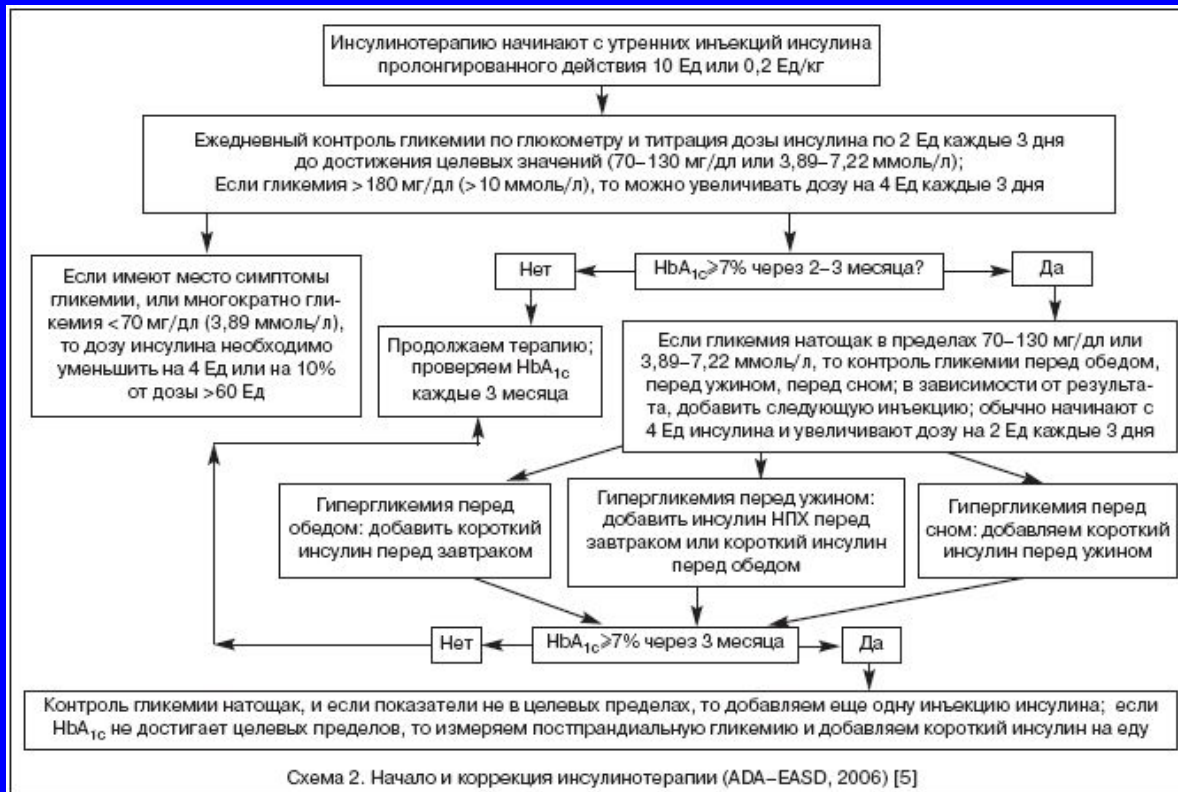 Инсулинотерапию начинают с утренних инъекций инсулина
пролонгированного действия 10 Ед или 0,2 Ед/кг
Ежедневный контроль гликемии по глюкометру и титрация дозы инсулина по 2 Ед каждые 3 дня
до достижения целевых значений (70–130 мг/дл или 3,89–7,22 ммоль/л);
Если гликемия >180 мг/дл (>10 ммоль/л), то можно увеличивать дозу на 4 Ед каждые 3 дня
Если имеют место симптомы
гликемии, или многократно гли-
кемия <70 мг/дл (3,89 ммоль/л),
то дозу инсулина необходимо
уменьшить на 4 Ед или на 10%
от дозы >60 Ед
Нет
HbA1c⩾7% через 2–3 месяца?
Да
Продолжаем терапию;
проверяем HbA1c
каждые 3 месяца
Если гликемия натощак в пределах 70–130 мг/дл или
3,89–7,22 ммоль/л, то контроль гликемии перед обедом,
перед ужином, перед сном; в зависимости от результа-
та, добавить следующую инъекцию; обычно начинают с
4 Ед инсулина и увеличивают дозу на 2 Ед каждые 3 дня
Гипергликемия перед
обедом: добавить короткий
инсулин перед завтраком
Гипергликемия перед ужином:
добавить инсулин НПХ перед
завтраком или короткий инсулин
перед обедом
Гипергликемия перед
сном: добавляем короткий
инсулин перед ужином
Нет
HbA1c⩾7% через 3 месяца
Да
Контроль гликемии натощак, и если показатели не в целевых пределах, то добавляем еще одну инъекцию инсулина; если
HbA1c не достигает целевых пределов, то измеряем постпрандиальную гликемию и добавляем короткий инсулин на еду
Схема 2. Начало и коррекция инсулинотерапии (ADA–EASD, 2006) [5]